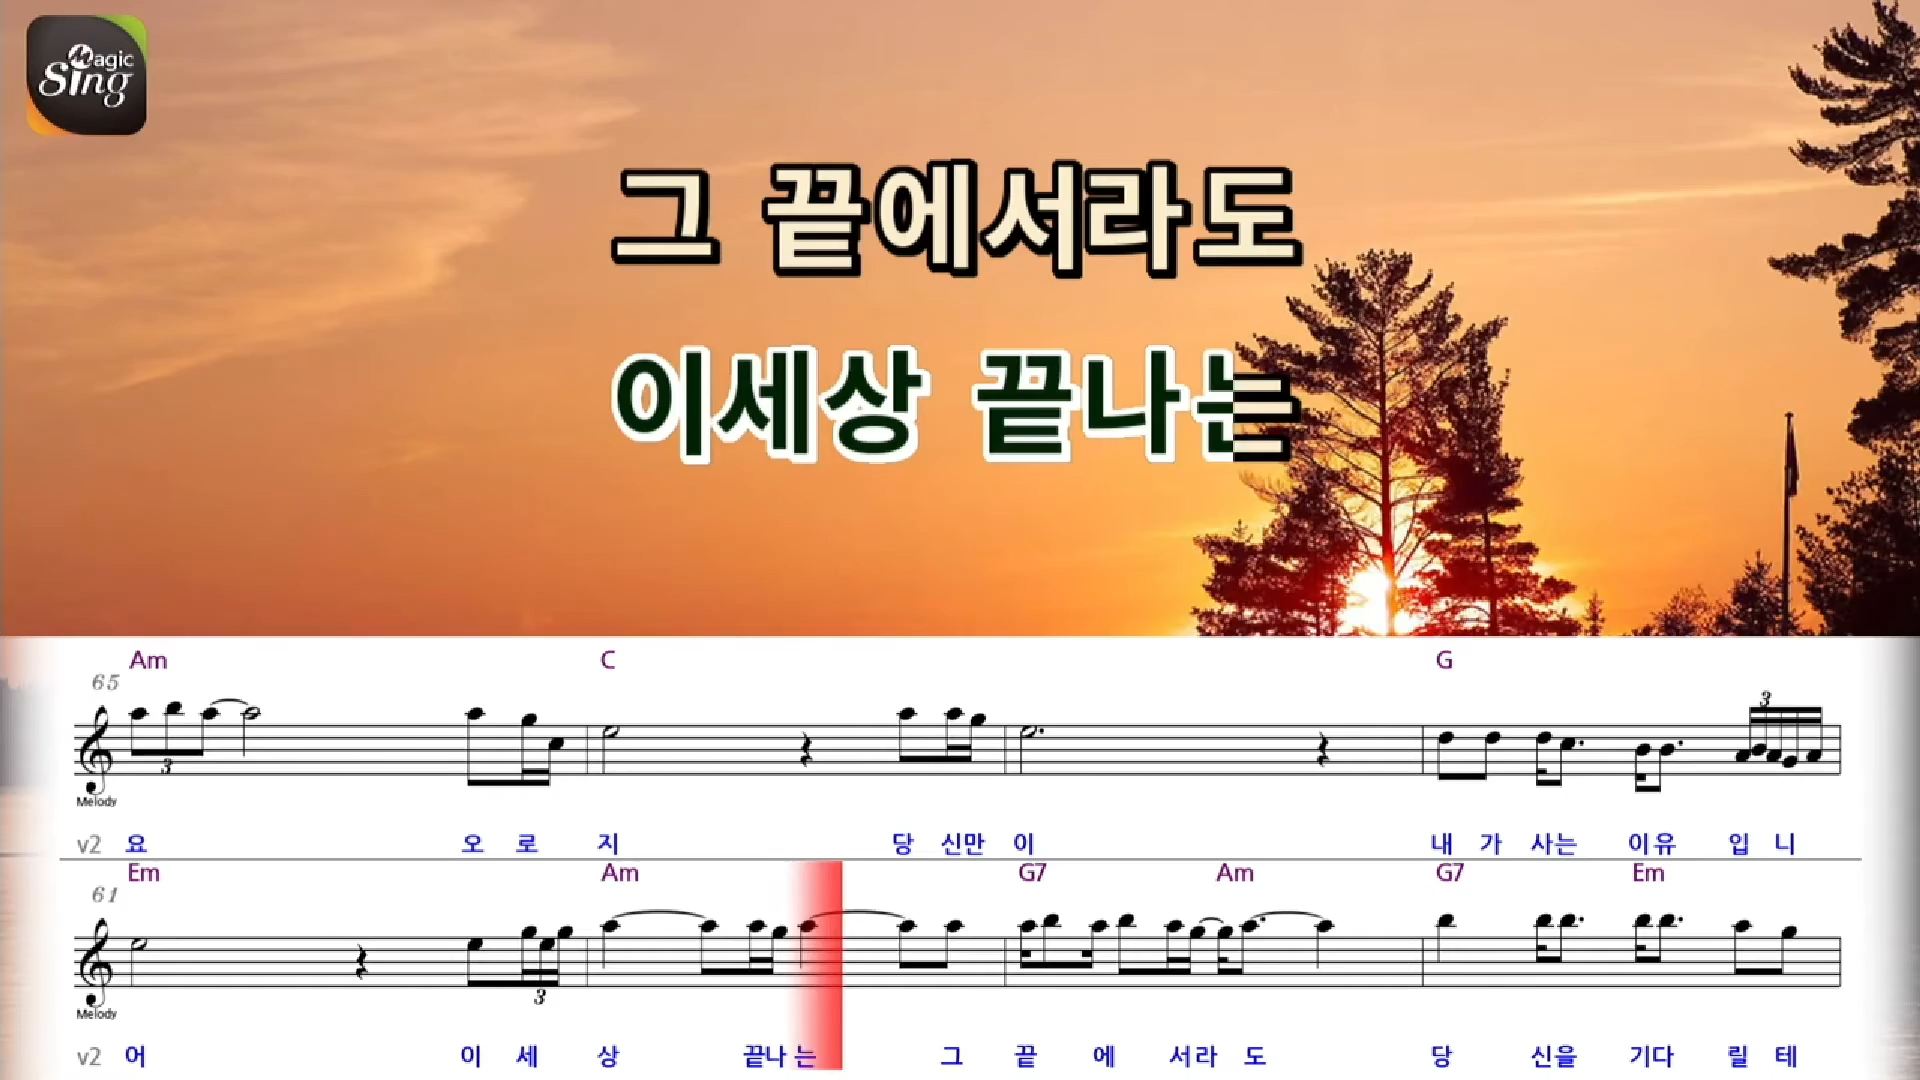 Magic
Sing
그 끝에서라도
이세상 끝나는
Am C G
65
3 3
Melody
v2 요 오 로 지 당 신만 이 내 가 사는 이유 입 니
Em Am G7 Am G7 Em
61
3
Melody
v2 어 이 세 상 끝나 는 그 끝 에 서라 도 당 신을 기다 릴 테